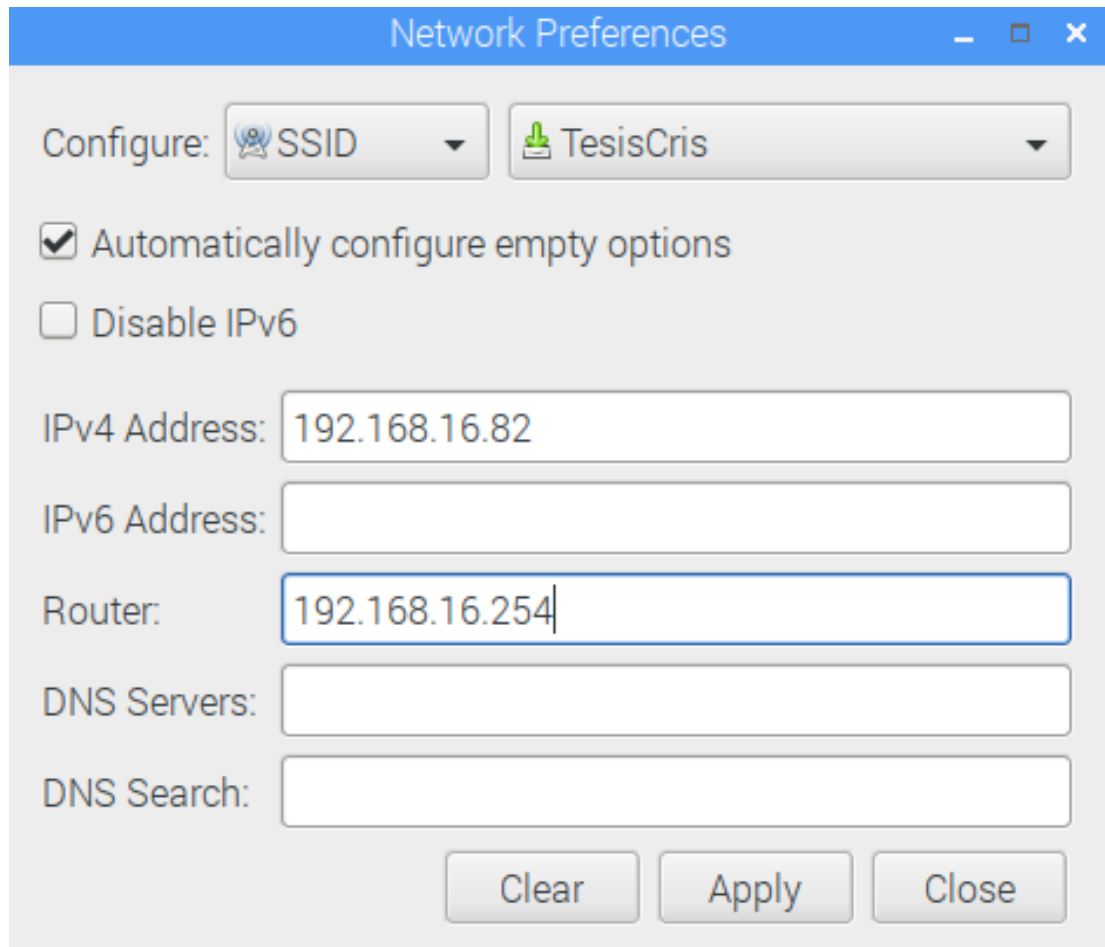 Network Preferences
Configure: SSID TesisCris
Automatically configure empty options
Disable IPv6
IPv4 Address: 192.168.16.82
IPv6 Address:
Router: 192.168.16.254
DNS Servers:
DNS Search:
Clear Apply Close